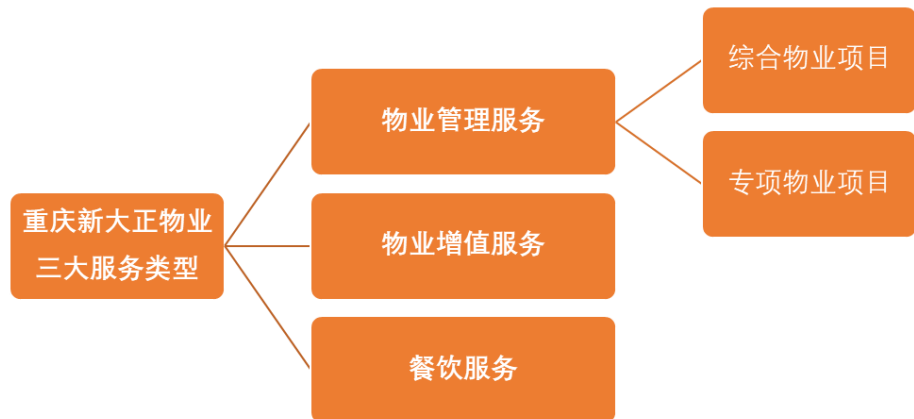 重庆新大正物业
三大服务类型
物业管理服务
物业增值服务
餐饮服务
综合物业项目
专项物业项目